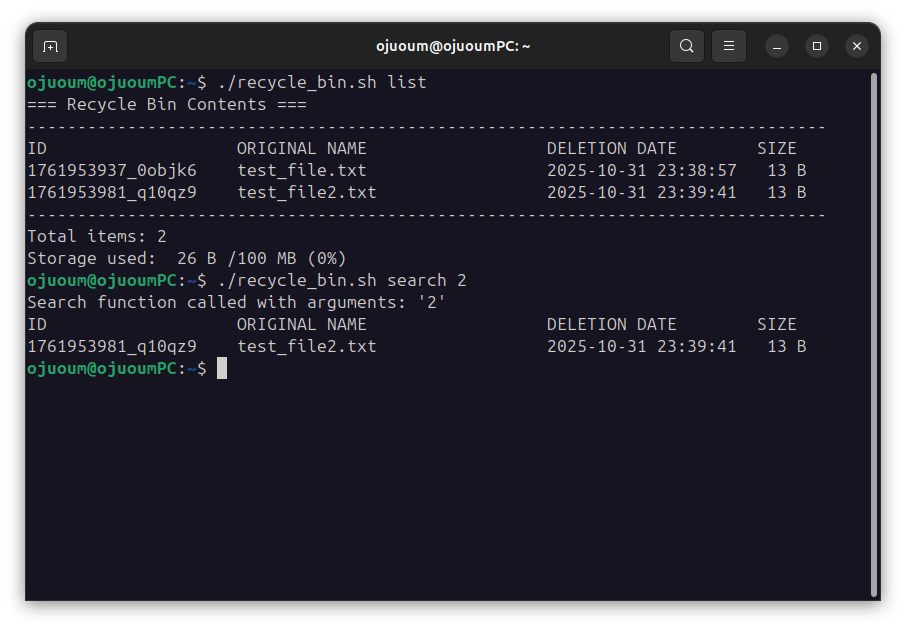 ojuoum@ojuoumPC: ~
ojuoum@ojuoumPC:~$ ./recycle_bin.sh list
=== Recycle Bin Contents ===
--------------------------------------------------------------------------------
ID                   ORIGINAL NAME                  DELETION DATE        SIZE
1761953937_0objk6    test_file.txt                  2025-10-31 23:38:57   13 B
1761953981_q10qz9    test_file2.txt                 2025-10-31 23:39:41   13 B
--------------------------------------------------------------------------------
Total items: 2
Storage used:  26 B /100 MB (0%)
ojuoum@ojuoumPC:~$ ./recycle_bin.sh search 2
Search function called with arguments: '2'
ID                   ORIGINAL NAME                  DELETION DATE        SIZE
1761953981_q10qz9    test_file2.txt                 2025-10-31 23:39:41   13 B
ojuoum@ojuoumPC:~$